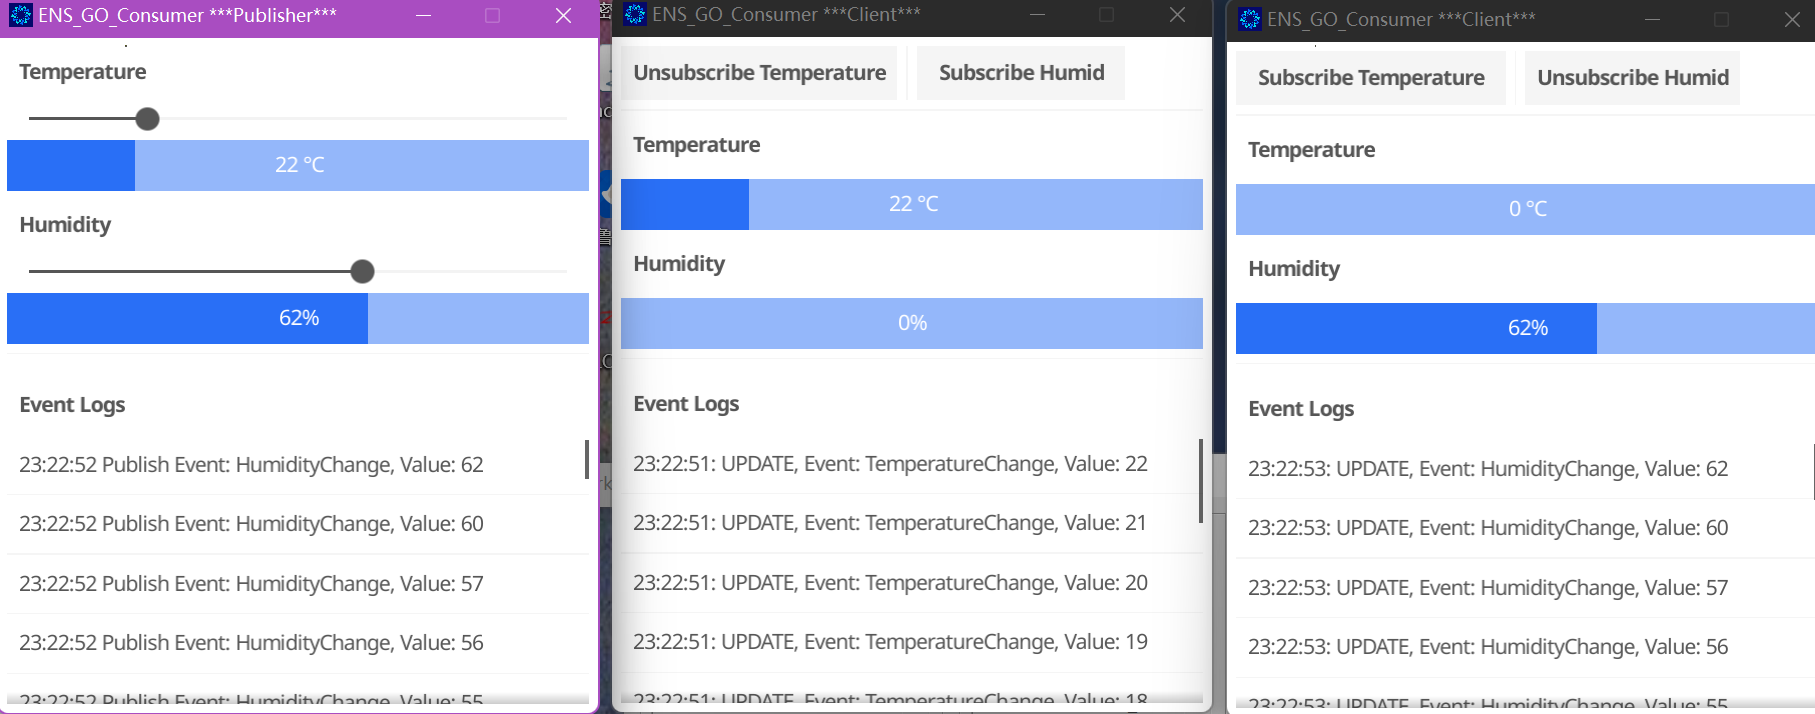 ENS_GO_Consumer ***Publisher***
Temperature
22 °C
Humidity
62%
Event Logs
23:22:52 Publish Event: HumidityChange, Value: 62
23:22:52 Publish Event: HumidityChange, Value: 60
23:22:52 Publish Event: HumidityChange, Value: 57
23:22:52 Publish Event: HumidityChange, Value: 56
23:22:52 Publish Event: HumidityChange, Value: 55
ENS_GO_Consumer ***Client***
Unsubscribe Temperature
Subscribe Humid
Temperature
22 °C
Humidity
0%
Event Logs
23:22:51: UPDATE, Event: TemperatureChange, Value: 22
23:22:51: UPDATE, Event: TemperatureChange, Value: 21
23:22:51: UPDATE, Event: TemperatureChange, Value: 20
23:22:51: UPDATE, Event: TemperatureChange, Value: 19
23:22:51: UPDATE, Event: TemperatureChange, Value: 18
ENS_GO_Consumer ***Client***
Subscribe Temperature
Unsubscribe Humid
Temperature
0 °C
Humidity
62%
Event Logs
23:22:53: UPDATE, Event: HumidityChange, Value: 62
23:22:53: UPDATE, Event: HumidityChange, Value: 60
23:22:53: UPDATE, Event: HumidityChange, Value: 57
23:22:53: UPDATE, Event: HumidityChange, Value: 56
23:22:53: UPDATE, Event: HumidityChange, Value: 55